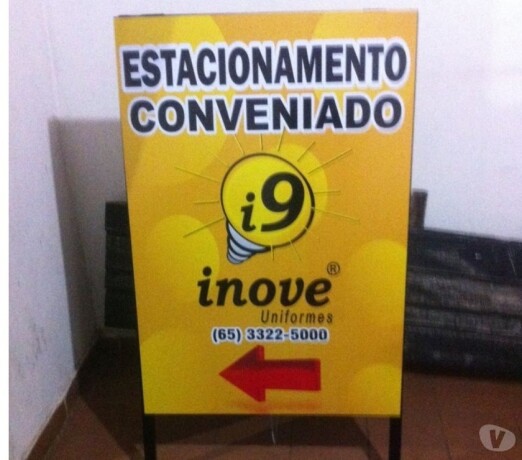 ESTACIONAMENTO
CONVENIADO
i9
inove®
Uniformes
(65) 3322-5000
V